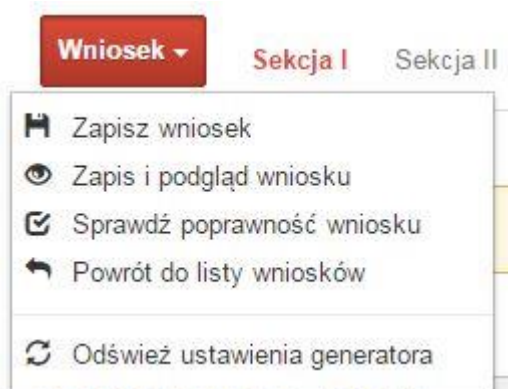 Wniosek Sekcja I Sekcja II
Zapisz wniosek
Zapis i podgląd wniosku
Sprawdź poprawność wniosku
Powrót do listy wniosków
Odśwież ustawienia generatora